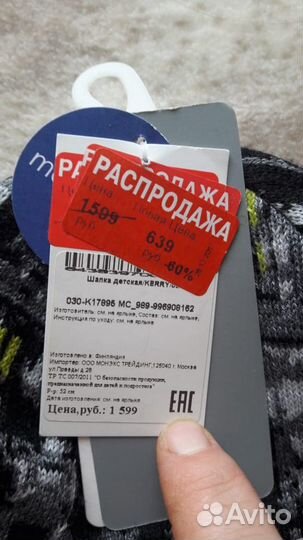 m
РАСПРОДАЖА
РАСПРОДАЖА
Цена Новая Цена
1599 639
руб. руб. -60%
Шапка детская/KERRY/
030-K17895 MC_989-996908162
Изготовитель: см. на ярлыке, Состав: см. на ярлыке,
Инструкция по уходу: см. на ярлыке
Изготовлено в: Финляндия
Импортер: ООО МОНЭКС ТРЕЙДИНГ,125040 г. Москва
ул.Правды д.26
ТР ТС 007/2011 "О безопасности продукции,
предназначенной для детей и подростков"
Р-р: 52 см
Дата изготовления: см. на ярлыке
Цена,руб.: 1 599
EAC
Avito